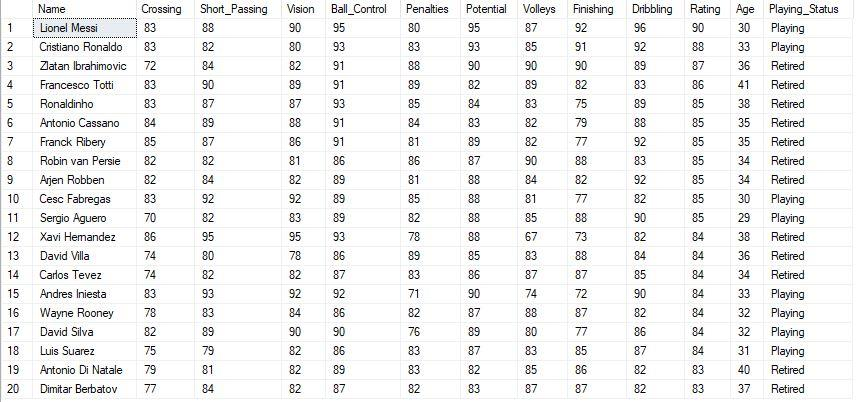 Name Crossing Short_Passing Vision Ball_Control Penalties Potential Volleys Finishing Dribbling Rating Age Playing_Status
1 Lionel Messi 83 88 90 95 80 95 87 92 96 90 30 Playing
2 Cristiano Ronaldo 83 82 80 93 83 93 85 91 92 88 33 Playing
3 Zlatan Ibrahimovic 72 84 82 91 88 90 90 90 89 87 36 Retired
4 Francesco Totti 83 90 89 91 89 82 89 82 83 86 41 Retired
5 Ronaldinho 83 87 87 93 85 84 83 75 89 85 38 Retired
6 Antonio Cassano 84 89 88 91 84 83 82 79 88 85 35 Retired
7 Franck Ribery 85 87 86 91 81 89 82 77 92 85 35 Retired
8 Robin van Persie 82 82 81 86 86 87 90 88 83 85 34 Retired
9 Arjen Robben 82 84 82 89 81 88 84 82 92 85 34 Retired
10 Cesc Fabregas 83 92 92 89 85 88 81 77 82 85 30 Playing
11 Sergio Aguero 70 82 83 89 82 88 85 88 90 85 29 Playing
12 Xavi Hernandez 86 95 95 93 78 88 67 73 82 84 38 Retired
13 David Villa 74 80 78 86 89 85 83 88 84 84 36 Retired
14 Carlos Tevez 74 82 82 87 83 86 87 87 85 84 34 Retired
15 Andres Iniesta 83 93 92 92 71 90 74 72 90 84 33 Playing
16 Wayne Rooney 78 83 84 86 82 87 88 87 82 84 32 Playing
17 David Silva 82 89 90 90 76 89 80 77 86 84 32 Playing
18 Luis Suarez 75 79 82 86 83 87 83 85 87 84 31 Playing
19 Antonio Di Natale 79 81 82 89 83 82 85 86 82 83 40 Retired
20 Dimitar Berbatov 77 84 82 87 82 83 87 87 82 83 37 Retired